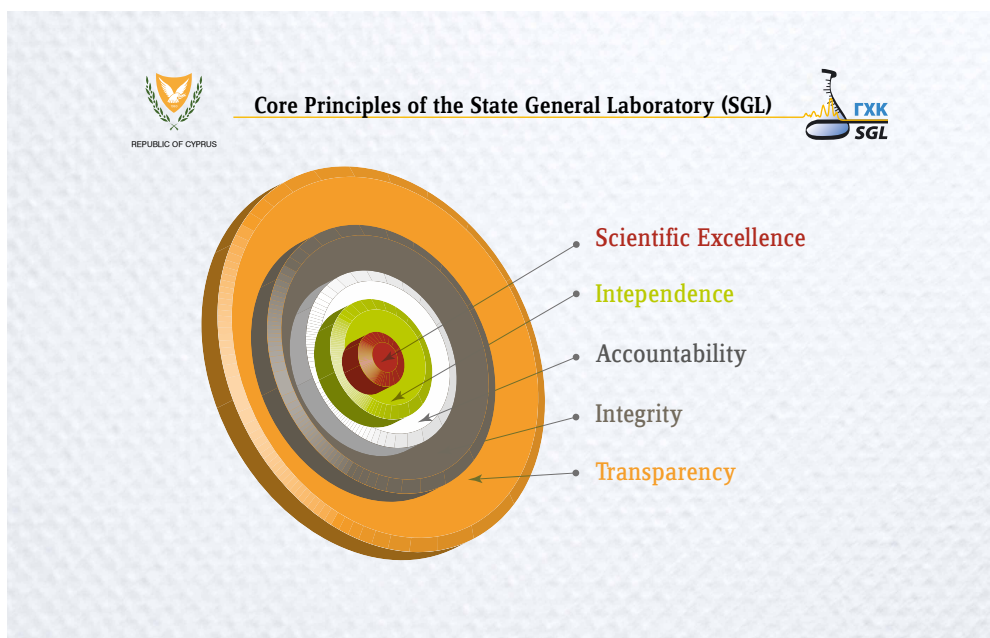 Core Principles of the State General Laboratory (SGL)
REPUBLIC OF CYPRUS
ΓΧΚ
SGL
Scientific Excellence
Intependence
Accountability
Integrity
Transparency